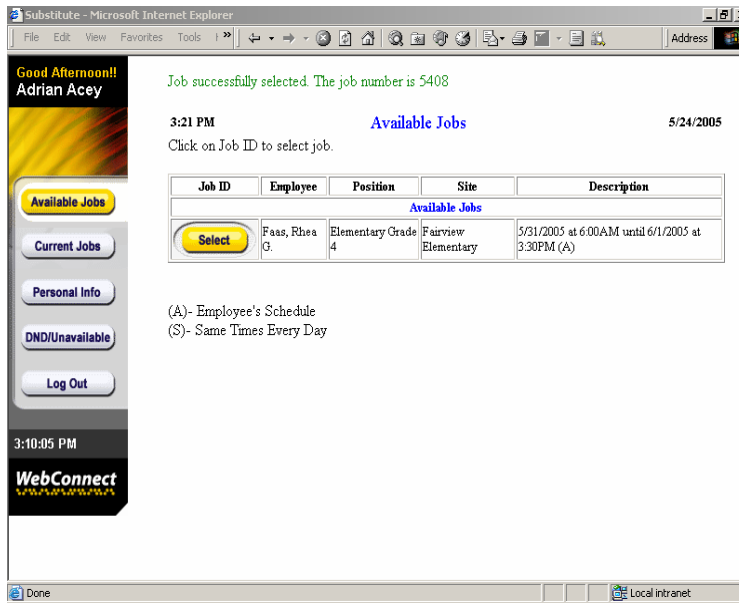 Substitute - Microsoft Internet Explorer
File Edit View Favorites Tools » Address
Good Afternoon!!
Adrian Acey
Available Jobs
Current Jobs
Personal Info
DND/Unavailable
Log Out
3:10:05 PM
WebConnect
Job successfully selected. The job number is 5408
3:21 PM Available Jobs 5/24/2005
Click on Job ID to select job.
Job ID Employee Position Site Description
Available Jobs
Select Faas, Rhea G. Elementary Grade 4 Fairview Elementary 5/31/2005 at 6:00AM until 6/1/2005 at 3:30PM (A)
(A)- Employee's Schedule
(S)- Same Times Every Day
Done Local intranet